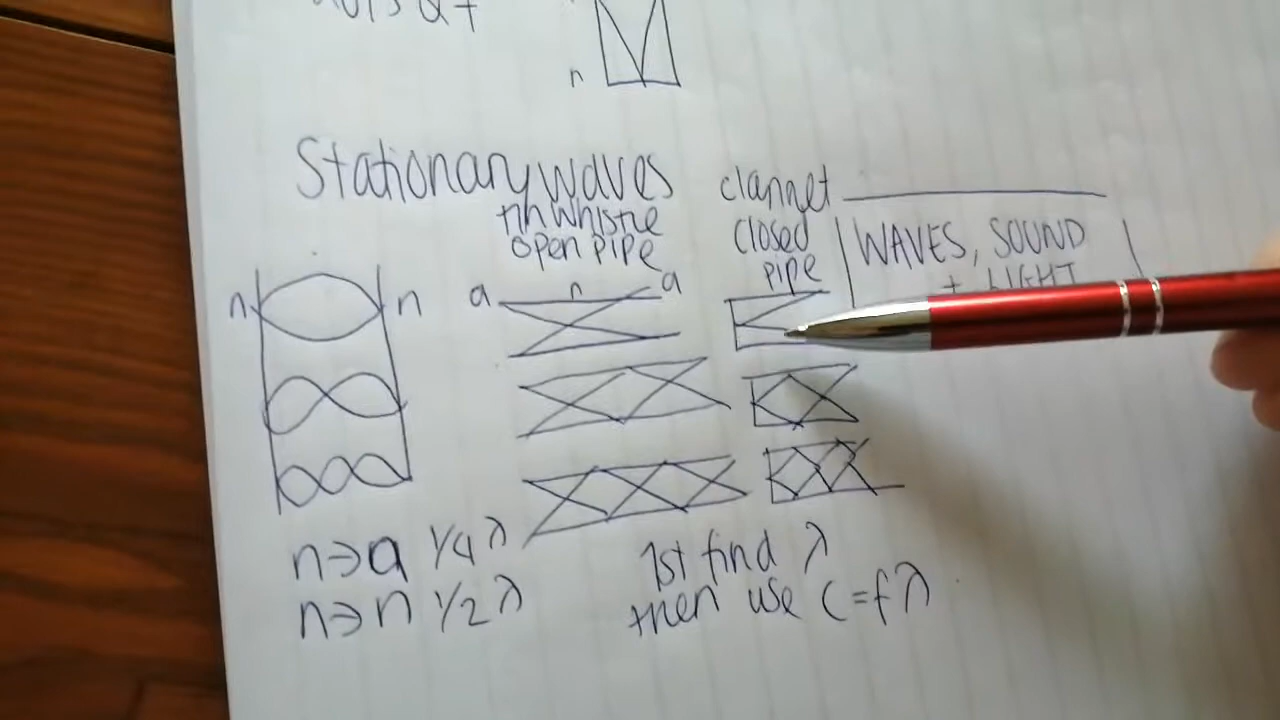 n
Stationary waves
tin whistle
open pipe
clarinet
closed
pipe
WAVES, SOUND
+ LIGHT
n n
a n a
n→a 1/4 λ
n→n 1/2 λ
1st find λ
then use c=fλ